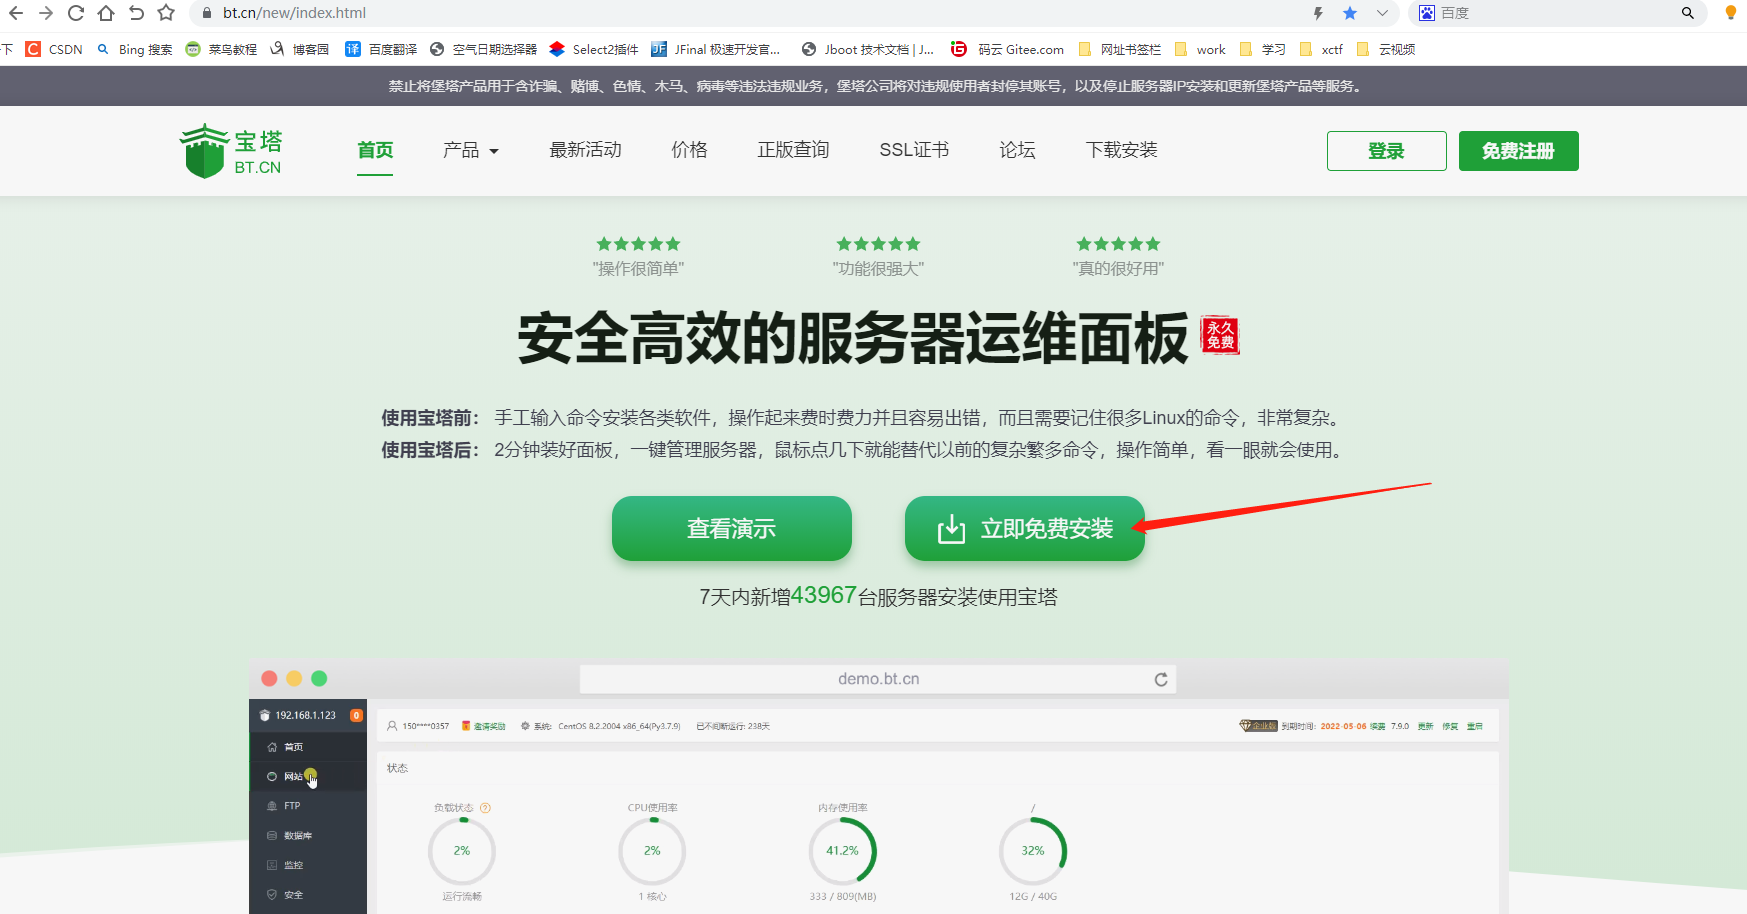 bt.cn/new/index.html
百度
下
CSDN
Bing 搜索
菜鸟教程
博客园
百度翻译
空气日期选择器
Select2插件
JFinal 极速开发官...
Jboot 技术文档 | J...
码云 Gitee.com
网址书签栏
work
学习
xctf
云视频
禁止将堡塔产品用于含诈骗、赌博、色情、木马、病毒等违法违规业务，堡塔公司将对违规使用者封停其账号，以及停止服务器IP安装和更新堡塔产品等服务。
宝塔
BT.CN
首页
产品
最新活动
价格
正版查询
SSL证书
论坛
下载安装
登录
免费注册
"操作很简单"
"功能很强大"
"真的很好用"
安全高效的服务器运维面板
永久
免费
使用宝塔前： 手工输入命令安装各类软件，操作起来费时费力并且容易出错，而且需要记住很多Linux的命令，非常复杂。
使用宝塔后： 2分钟装好面板，一键管理服务器，鼠标点几下就能替代以前的复杂繁多命令，操作简单，看一眼就会使用。
查看演示
立即免费安装
7天内新增43967台服务器安装使用宝塔
demo.bt.cn
192.168.1.123
0
150****0357
邀请奖励
系统: CentOS 8.2.2004 x86_64(Py3.7.9)
已不间断运行: 238天
企业版
到期时间: 2022-05-06 续费
7.9.0
更新
修复
重启
首页
网站
FTP
数据库
监控
安全
状态
负载状态
CPU使用率
内存使用率
/
2%
2%
41.2%
32%
运行流畅
1 核心
333 / 809(MB)
12G / 40G